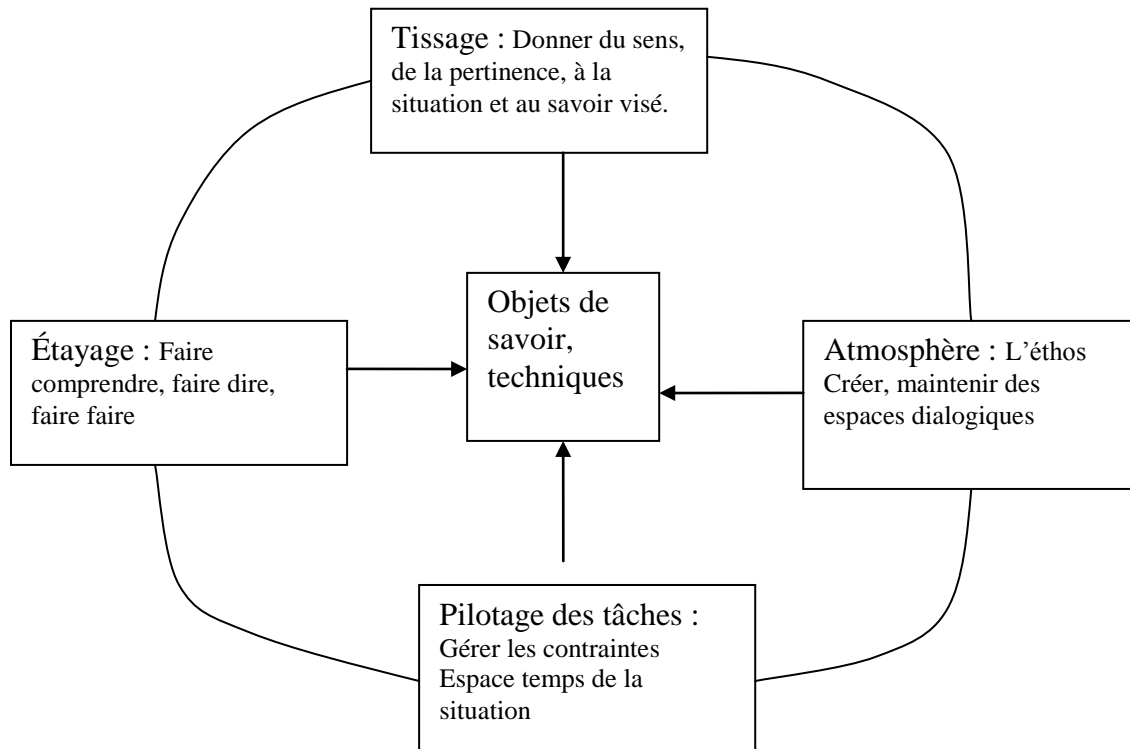 Tissage : Donner du sens,
de la pertinence, à la
situation et au savoir visé.
Objets de
savoir,
techniques
Étayage : Faire
comprendre, faire dire,
faire faire
Atmosphère : L’éthos
Créer, maintenir des
espaces dialogiques
Pilotage des tâches :
Gérer les contraintes
Espace temps de la
situation